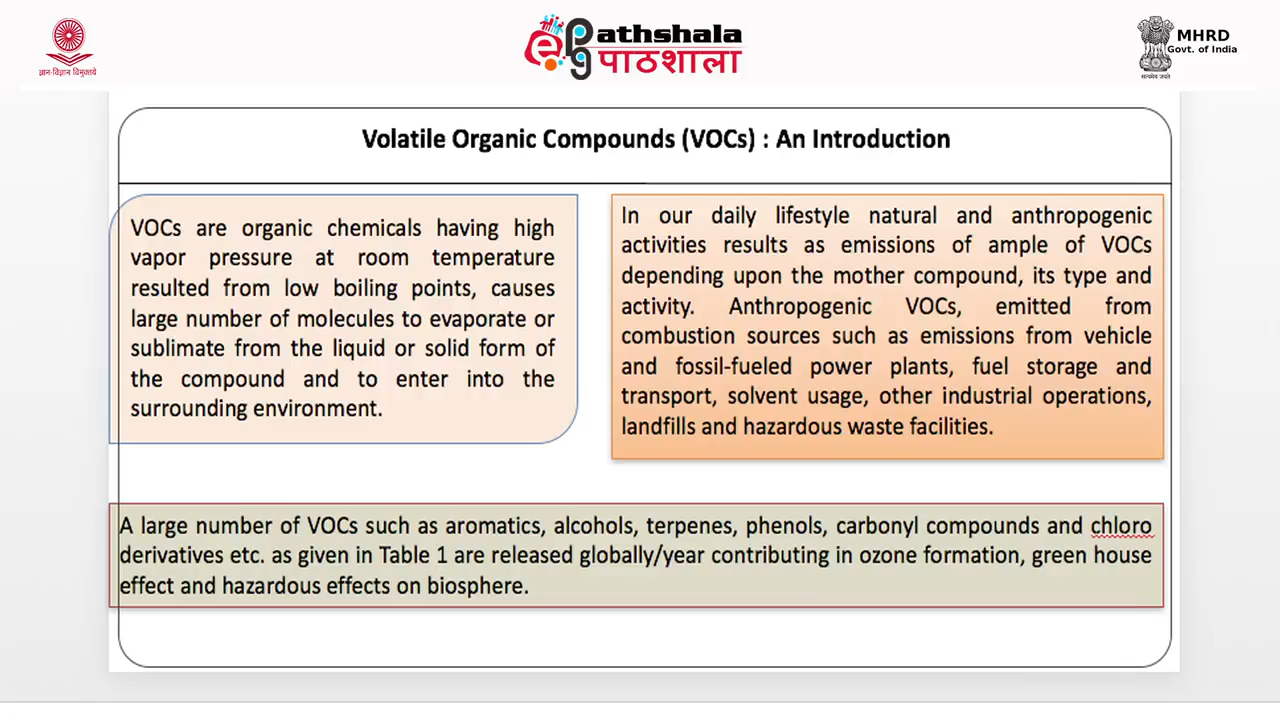 ज्ञान-विज्ञान विमुक्तये
ePG athshala
पाठशाला
MHRD
Govt. of India
सत्यमेव जयते
Volatile Organic Compounds (VOCs) : An Introduction
VOCs are organic chemicals having high
vapor pressure at room temperature
resulted from low boiling points, causes
large number of molecules to evaporate or
sublimate from the liquid or solid form of
the compound and to enter into the
surrounding environment.
In our daily lifestyle natural and anthropogenic
activities results as emissions of ample of VOCs
depending upon the mother compound, its type and
activity. Anthropogenic VOCs, emitted from
combustion sources such as emissions from vehicle
and fossil-fueled power plants, fuel storage and
transport, solvent usage, other industrial operations,
landfills and hazardous waste facilities.
A large number of VOCs such as aromatics, alcohols, terpenes, phenols, carbonyl compounds and chloro
derivatives etc. as given in Table 1 are released globally/year contributing in ozone formation, green house
effect and hazardous effects on biosphere.